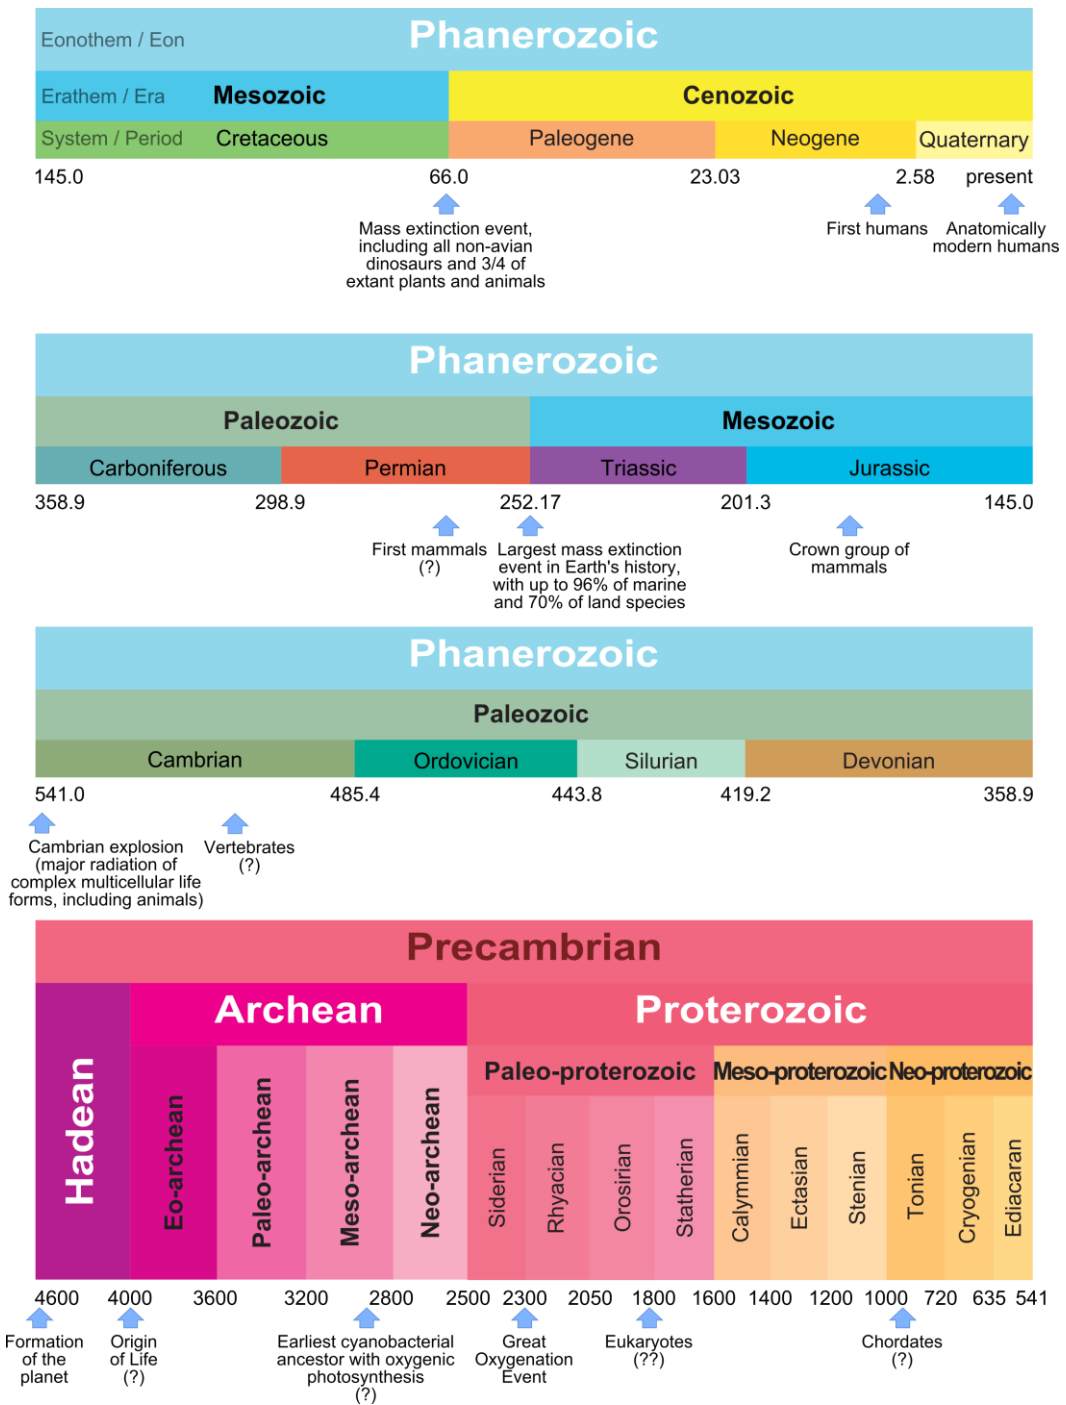 Eonothem / Eon
Phanerozoic
Erathem / Era
Mesozoic
Cenozoic
System / Period
Cretaceous
Paleogene
Neogene
Quaternary
145.0
66.0
23.03
2.58
present
Mass extinction event,
including all non-avian
dinosaurs and 3/4 of
extant plants and animals
First humans
Anatomically
modern humans
Phanerozoic
Paleozoic
Mesozoic
Carboniferous
Permian
Triassic
Jurassic
358.9
298.9
252.17
201.3
145.0
First mammals
(?)
Largest mass extinction
event in Earth's history,
with up to 96% of marine
and 70% of land species
Crown group of
mammals
Phanerozoic
Paleozoic
Cambrian
Ordovician
Silurian
Devonian
541.0
485.4
443.8
419.2
358.9
Cambrian explosion
(major radiation of
complex multicellular life
forms, including animals)
Vertebrates
(?)
Precambrian
Hadean
Archean
Proterozoic
Eo-archean
Paleo-archean
Meso-archean
Neo-archean
Paleo-proterozoic
Meso-proterozoic
Neo-proterozoic
Siderian
Rhyacian
Orosirian
Statherian
Calymmian
Ectasian
Stenian
Tonian
Cryogenian
Ediacaran
4600
4000
3600
3200
2800
2500
2300
2050
1800
1600
1400
1200
1000
720
635
541
Formation
of the
planet
Origin
of Life
(?)
Earliest cyanobacterial
ancestor with oxygenic
photosynthesis
(?)
Great
Oxygenation
Event
Eukaryotes
(??)
Chordates
(?)